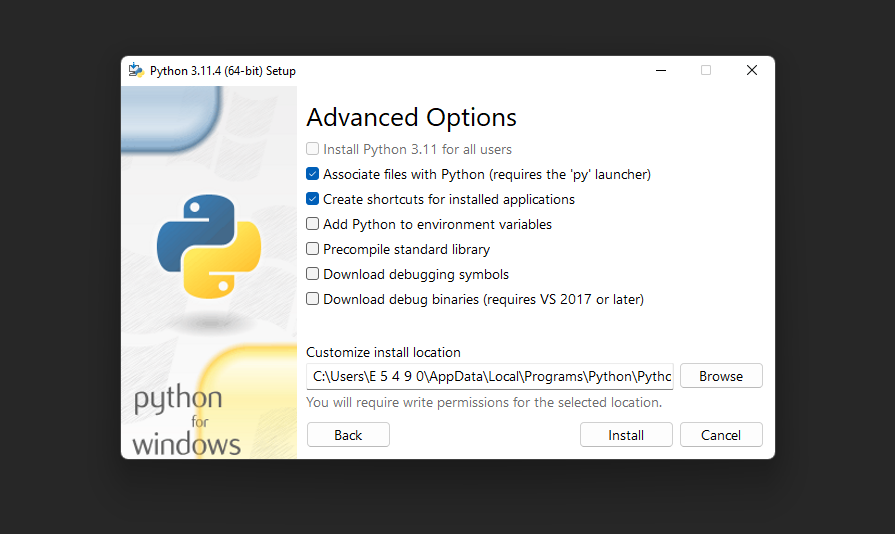 Python 3.11.4 (64-bit) Setup
Advanced Options
Install Python 3.11 for all users
Associate files with Python (requires the 'py' launcher)
Create shortcuts for installed applications
Add Python to environment variables
Precompile standard library
Download debugging symbols
Download debug binaries (requires VS 2017 or later)
Customize install location
C:\Users\E 5 4 9 0\AppData\Local\Programs\Python\Pythc
Browse
You will require write permissions for the selected location.
python
for
windows
Back
Install
Cancel